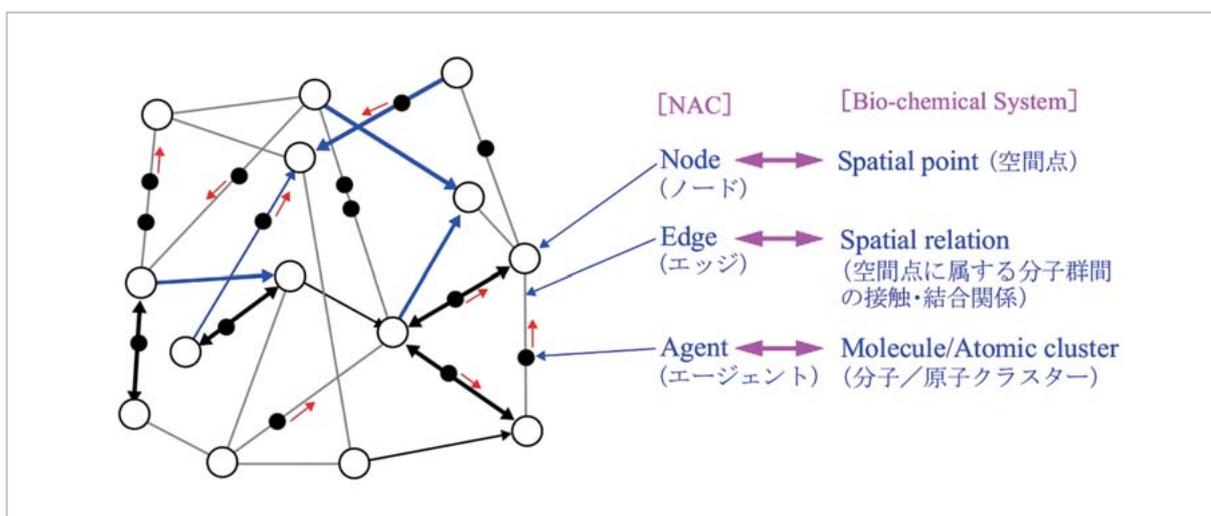 [NAC] [Bio-chemical System]
Node Spatial point (空間点)
(ノード)
Edge Spatial relation
(エッジ) (空間点に属する分子群間
の接触・結合関係)
Agent Molecule/Atomic cluster
(エージェント) (分子／原子クラスター)